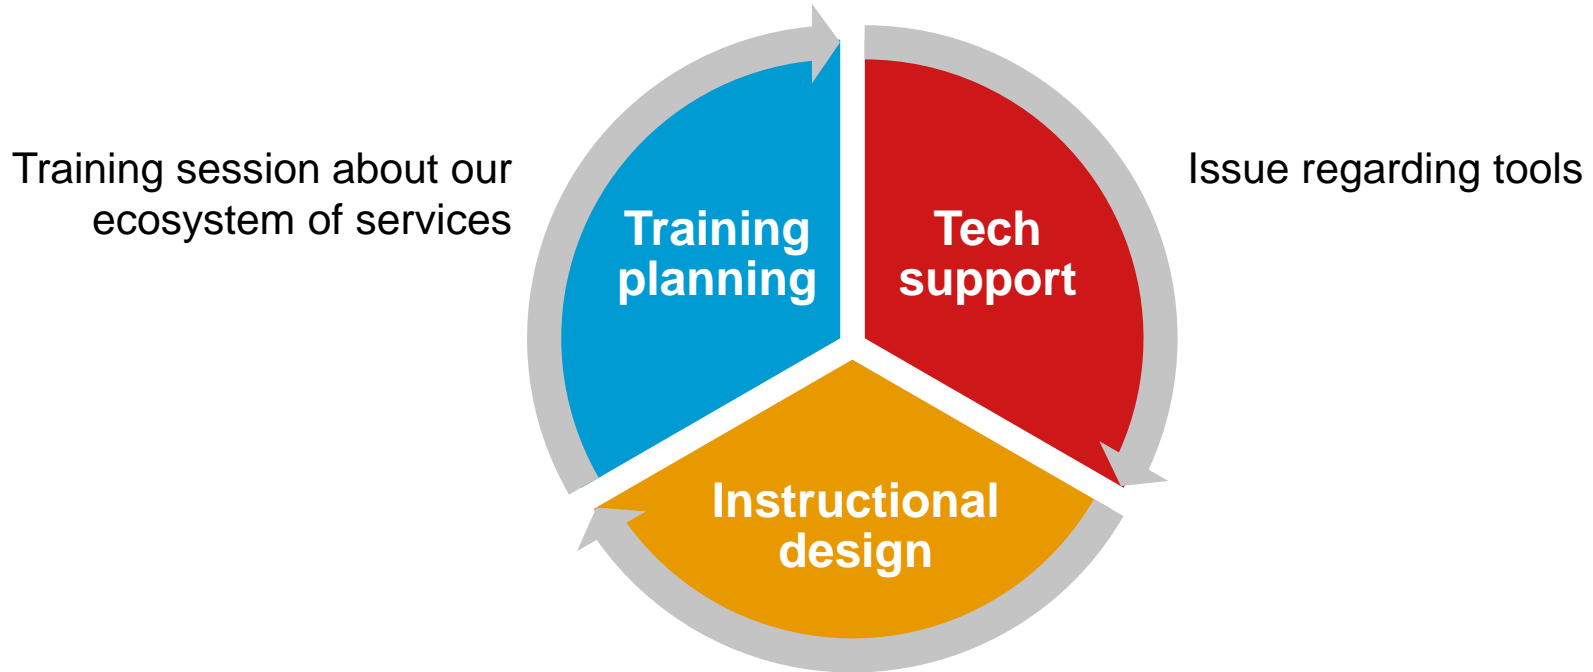 Training session about our
ecosystem of services
Training
planning
Tech
support
Issue regarding tools
Instructional
design